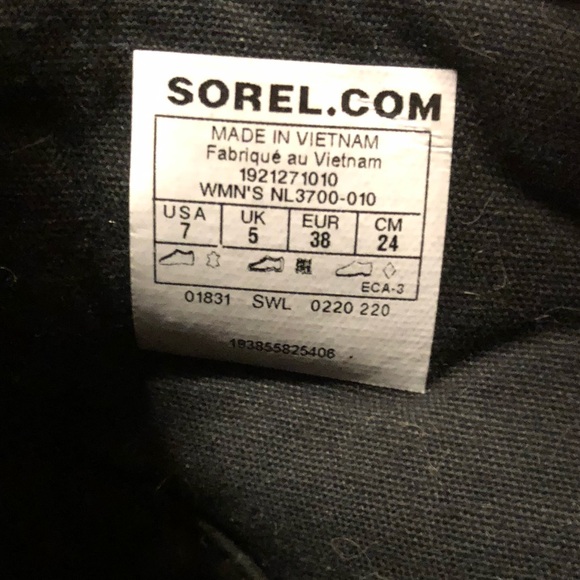 SOREL.COM
MADE IN VIETNAM
Fabriqué au Vietnam
1921271010
WMN'S NL3700-010
USA UK EUR CM
7 5 38 24
ECA-3
01831 SWL 0220 220
183855825406